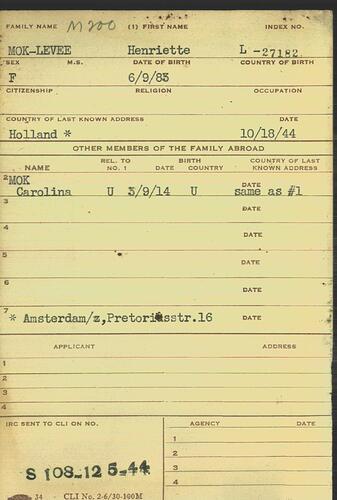 FAMILY NAME M200 (1) FIRST NAME INDEX NO.
MOK-LEVEE Henriette L -27182
SEX M.S. DATE OF BIRTH COUNTRY OF BIRTH
F 6/9/83
CITIZENSHIP RELIGION OCCUPATION
COUNTRY OF LAST KNOWN ADDRESS DATE
Holland * 10/18/44
OTHER MEMBERS OF THE FAMILY ABROAD
NAME REL. TO NO. 1 DATE BIRTH COUNTRY COUNTRY OF LAST KNOWN ADDRESS
2 MOK DATE
Carolina U 3/9/14 U same as #1
3 DATE
4 DATE
5 DATE
6 DATE
7 * Amsterdam/z,Pretoriusstr.16 DATE
APPLICANT ADDRESS
1
2
3
4
IRC SENT TO CLI ON NO. AGENCY DATE
1
2
S 108-12 5-44 3
4
34 CLI No. 2-6/30-100M